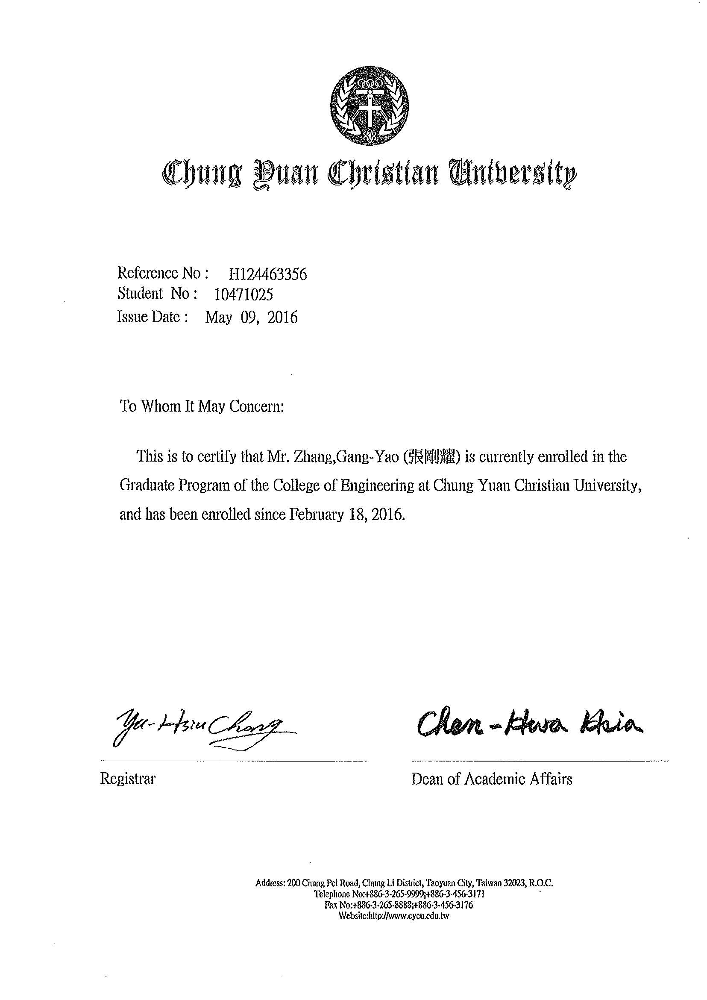 Chung Yuan Christian University
Reference No : H124463356
Student No : 10471025
Issue Date : May 09, 2016
To Whom It May Concern:
This is to certify that Mr. Zhang,Gang-Yao (張剛耀) is currently enrolled in the
Graduate Program of the College of Engineering at Chung Yuan Christian University,
and has been enrolled since February 18, 2016.
Yu-Hsiu Chang
Chen-Hwa Hsia
Registrar
Dean of Academic Affairs
Address: 200 Chung Pei Road, Chung Li District, Taoyuan City, Taiwan 32023, R.O.C.
Telephone No:+886-3-265-9999;+886-3-456-3171
Fax No:+886-3-265-8888;+886-3-456-3176
Website:http://www.cycu.edu.tw